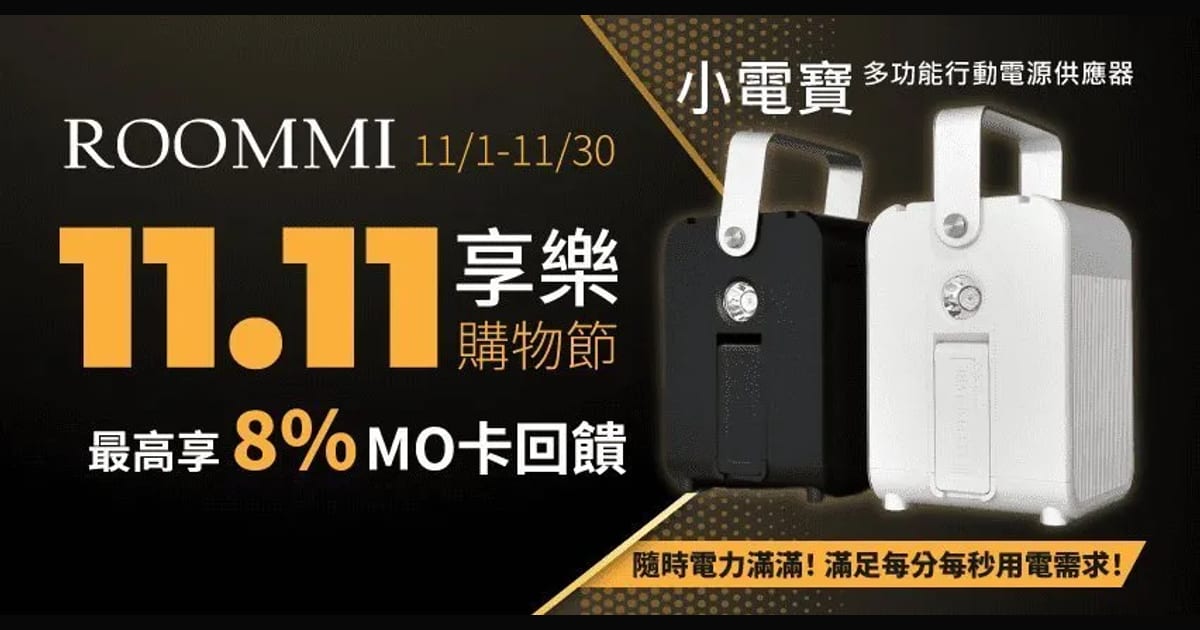 ROOMMI 11/1-11/30
11.11 享樂
購物節
最高享 8% MO卡回饋
小電寶 多功能行動電源供應器
隨時電力滿滿！滿足每分每秒用電需求！